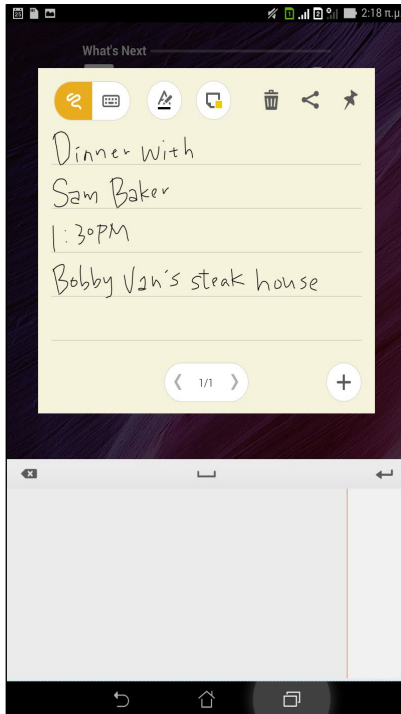 2:18 π.μ
What's Next
Dinner with
Sam Baker
1:30PM
Bobby Van's steak house
1/1